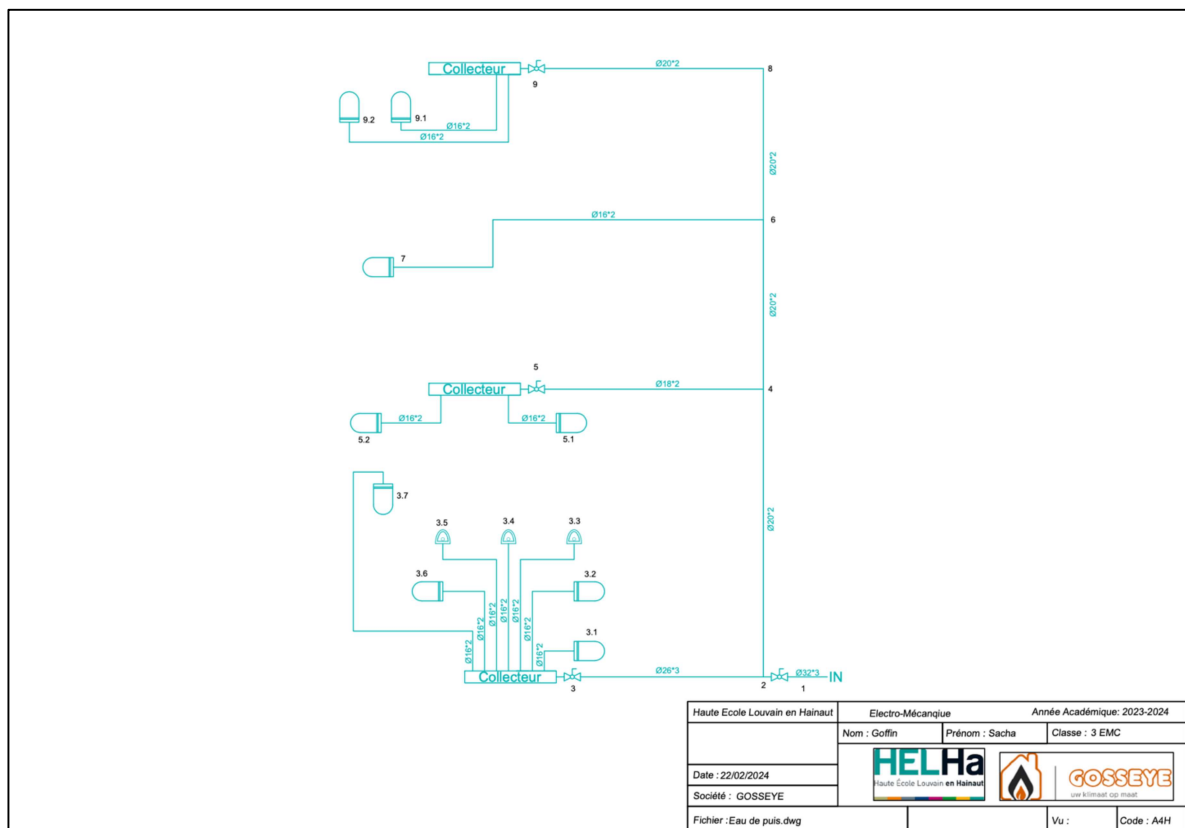 Collecteur
Ø20*2
8
9
9.2
9.1
Ø16*2
Ø16*2
Ø20*2
Ø16*2
6
7
Ø20*2
5
Collecteur
Ø18*2
4
Ø16*2
Ø16*2
5.2
5.1
3.7
3.5
3.4
3.3
Ø20*2
3.6
3.2
Ø16*2
Ø16*2
Ø16*2
Ø16*2
Ø16*2
Ø16*2
Ø16*2
3.1
Collecteur
3
Ø26*3
2
Ø32*3
1
IN
Haute Ecole Louvain en Hainaut
Electro-Mécanqiue
Année Académique: 2023-2024
Nom : Goffin
Prénom : Sacha
Classe : 3 EMC
HELHa
Haute École Louvain en Hainaut
GOSSEYE
uw klimaat op maat
Date : 22/02/2024
Société : GOSSEYE
Fichier : Eau de puis.dwg
Vu :
Code : A4H